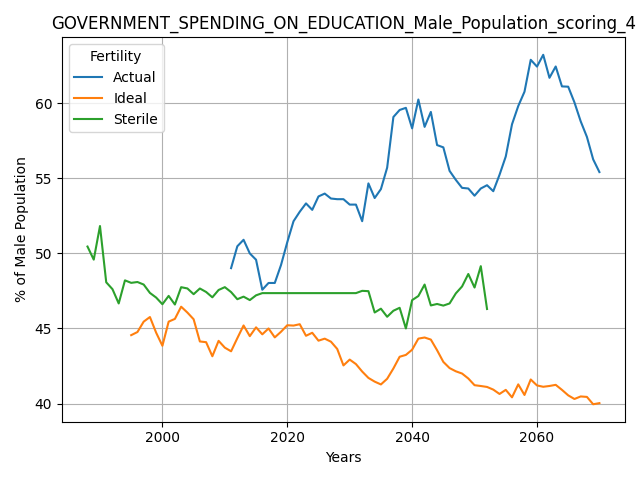 GOVERNMENT_SPENDING_ON_EDUCATION_Male_Population_scoring_4
Fertility
Actual
Ideal
Sterile
% of Male Population
60
55
50
45
40
2000
2020
2040
2060
Years